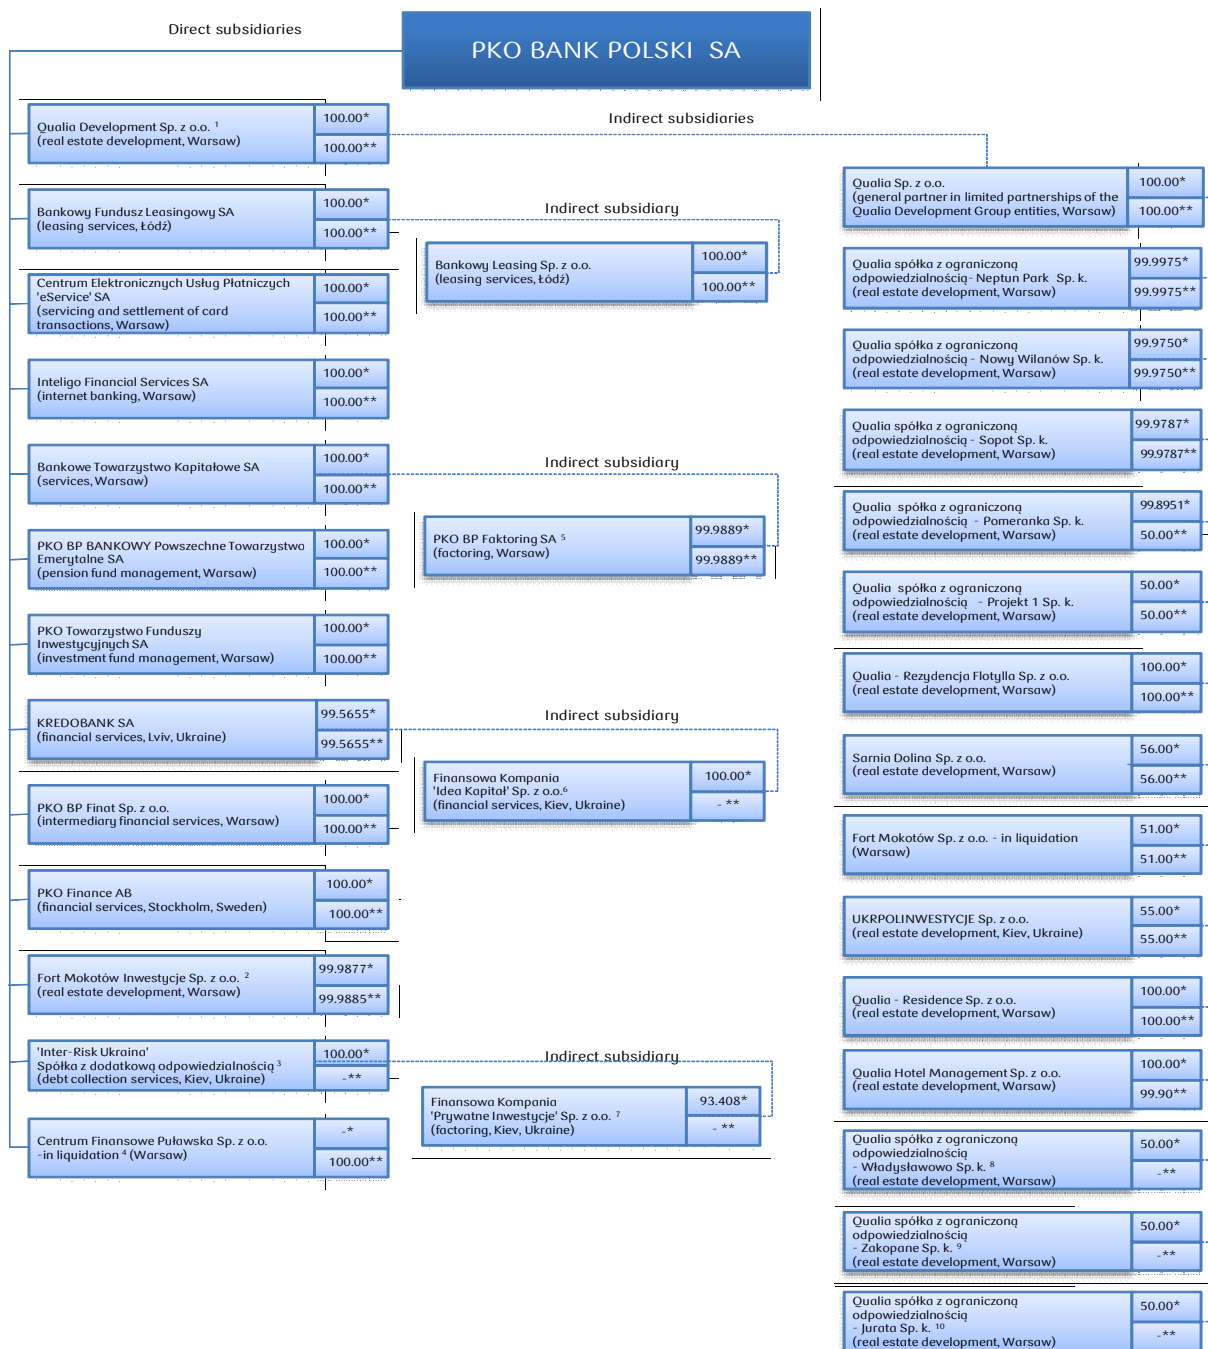 Direct subsidiaries
PKO BANK POLSKI SA
Qualia Development Sp. z o.o. ¹
(real estate development, Warsaw)
100.00*
100.00**
Bankowy Fundusz Leasingowy SA
(leasing services, Łódź)
100.00*
100.00**
Centrum Elektronicznych Usług Płatniczych
'eService' SA
(servicing and settlement of card
transactions, Warsaw)
100.00*
100.00**
Inteligo Financial Services SA
(internet banking, Warsaw)
100.00*
100.00**
Bankowe Towarzystwo Kapitałowe SA
(services, Warsaw)
100.00*
100.00**
PKO BP BANKOWY Powszechne Towarzystwo
Emerytalne SA
(pension fund management, Warsaw)
100.00*
100.00**
PKO Towarzystwo Funduszy
Inwestycyjnych SA
(investment fund management, Warsaw)
100.00*
100.00**
KREDOBANK SA
(financial services, Lviv, Ukraine)
99.5655*
99.5655**
PKO BP Finat Sp. z o.o.
(intermediary financial services, Warsaw)
100.00*
100.00**
PKO Finance AB
(financial services, Stockholm, Sweden)
100.00*
100.00**
Fort Mokotów Inwestycje Sp. z o.o. ²
(real estate development, Warsaw)
99.9877*
99.9885**
'Inter-Risk Ukraina'
Spółka z dodatkową odpowiedzialnością ³
(debt collection services, Kiev, Ukraine)
100.00*
-**
Centrum Finansowe Puławska Sp. z o.o.
-in liquidation ⁴ (Warsaw)
-*
100.00**
Indirect subsidiary
Bankowy Leasing Sp. z o.o.
(leasing services, Łódź)
100.00*
100.00**
Indirect subsidiary
PKO BP Faktoring SA ⁵
(factoring, Warsaw)
99.9889*
99.9889**
Indirect subsidiary
Finansowa Kompania
'Idea Kapitał' Sp. z o.o.⁶
(financial services, Kiev, Ukraine)
100.00*
- **
Indirect subsidiary
Finansowa Kompania
'Prywatne Inwestycje' Sp. z o.o. ⁷
(factoring, Kiev, Ukraine)
93.408*
- **
Indirect subsidiaries
Qualia Sp. z o.o.
(general partner in limited partnerships of the
Qualia Development Group entities, Warsaw)
100.00*
100.00**
Qualia spółka z ograniczoną
odpowiedzialnością- Neptun Park Sp. k.
(real estate development, Warsaw)
99.9975*
99.9975**
Qualia spółka z ograniczoną
odpowiedzialnością - Nowy Wilanów Sp. k.
(real estate development, Warsaw)
99.9750*
99.9750**
Qualia spółka z ograniczoną
odpowiedzialnością - Sopot Sp. k.
(real estate development, Warsaw)
99.9787*
99.9787**
Qualia spółka z ograniczoną
odpowiedzialnością - Pomeranka Sp. k.
(real estate development, Warsaw)
99.8951*
50.00**
Qualia spółka z ograniczoną
odpowiedzialnością - Projekt 1 Sp. k.
(real estate development, Warsaw)
50.00*
50.00**
Qualia - Rezydencja Flotylla Sp. z o.o.
(real estate development, Warsaw)
100.00*
100.00**
Sarnia Dolina Sp. z o.o.
(real estate development, Warsaw)
56.00*
56.00**
Fort Mokotów Sp. z o.o. - in liquidation
(Warsaw)
51.00*
51.00**
UKRPOLINWESTYCJE Sp. z o.o.
(real estate development, Kiev, Ukraine)
55.00*
55.00**
Qualia - Residence Sp. z o.o.
(real estate development, Warsaw)
100.00*
100.00**
Qualia Hotel Management Sp. z o.o.
(real estate development, Warsaw)
100.00*
99.90**
Qualia spółka z ograniczoną
odpowiedzialnością
- Władysławowo Sp. k. ⁸
(real estate development, Warsaw)
50.00*
-**
Qualia spółka z ograniczoną
odpowiedzialnością
- Zakopane Sp. k. ⁹
(real estate development, Warsaw)
50.00*
-**
Qualia spółka z ograniczoną
odpowiedzialnością
- Jurata Sp. k. ¹⁰
(real estate development, Warsaw)
50.00*
-**